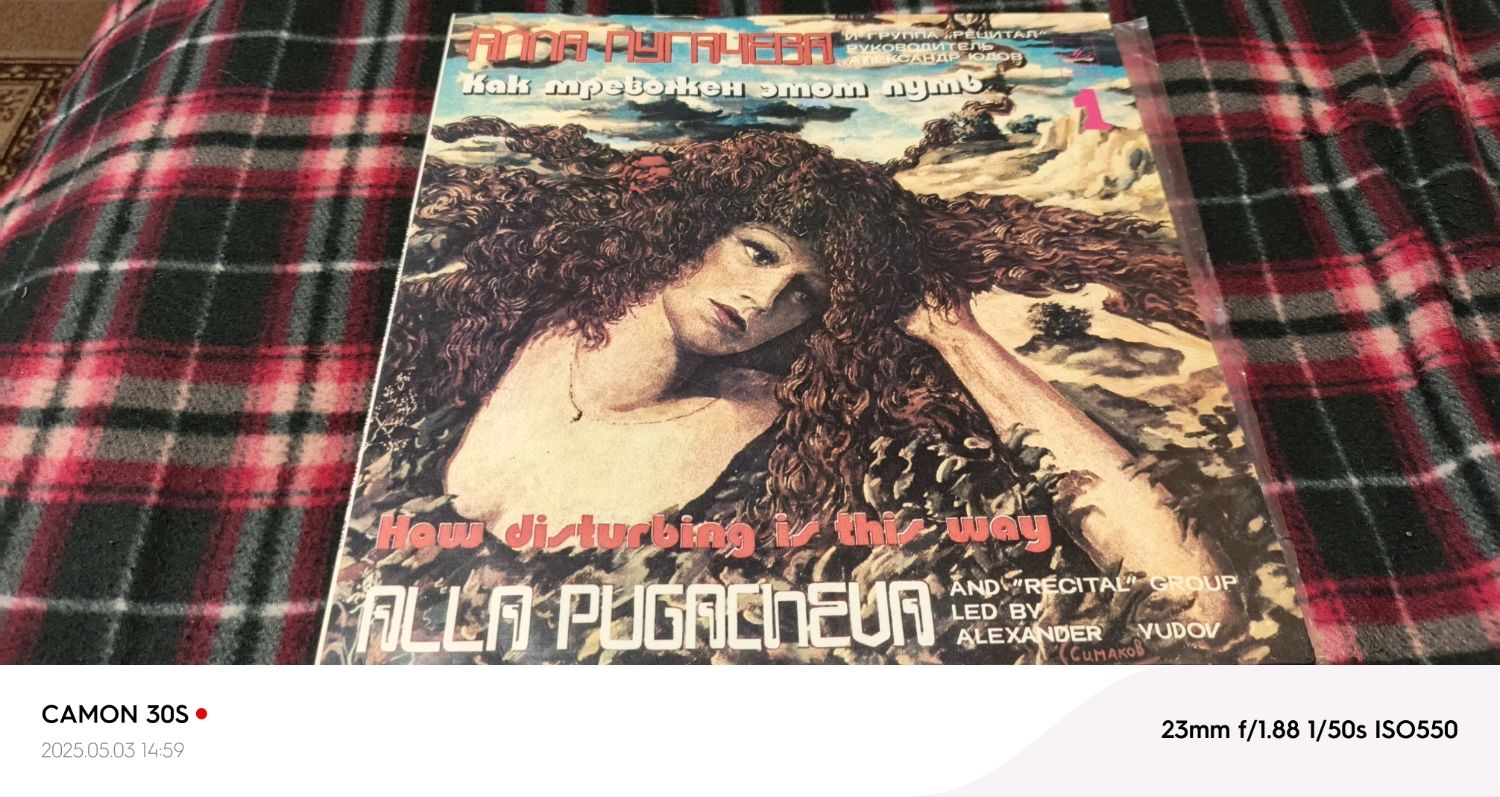 АЛЛА ПУГАЧЕВА
И ГРУППА „РЕЦИТАЛ“
РУКОВОДИТЕЛЬ
АЛЕКСАНДР ЮДОВ
Как тревожен этот путь
1
How disturbing is this way
ALLA PUGACHEVA
AND "RECITAL" GROUP
LED BY
ALEXANDER YUDOV
Симаков
CAMON 30S
2025.05.03 14:59
23mm f/1.88 1/50s ISO550